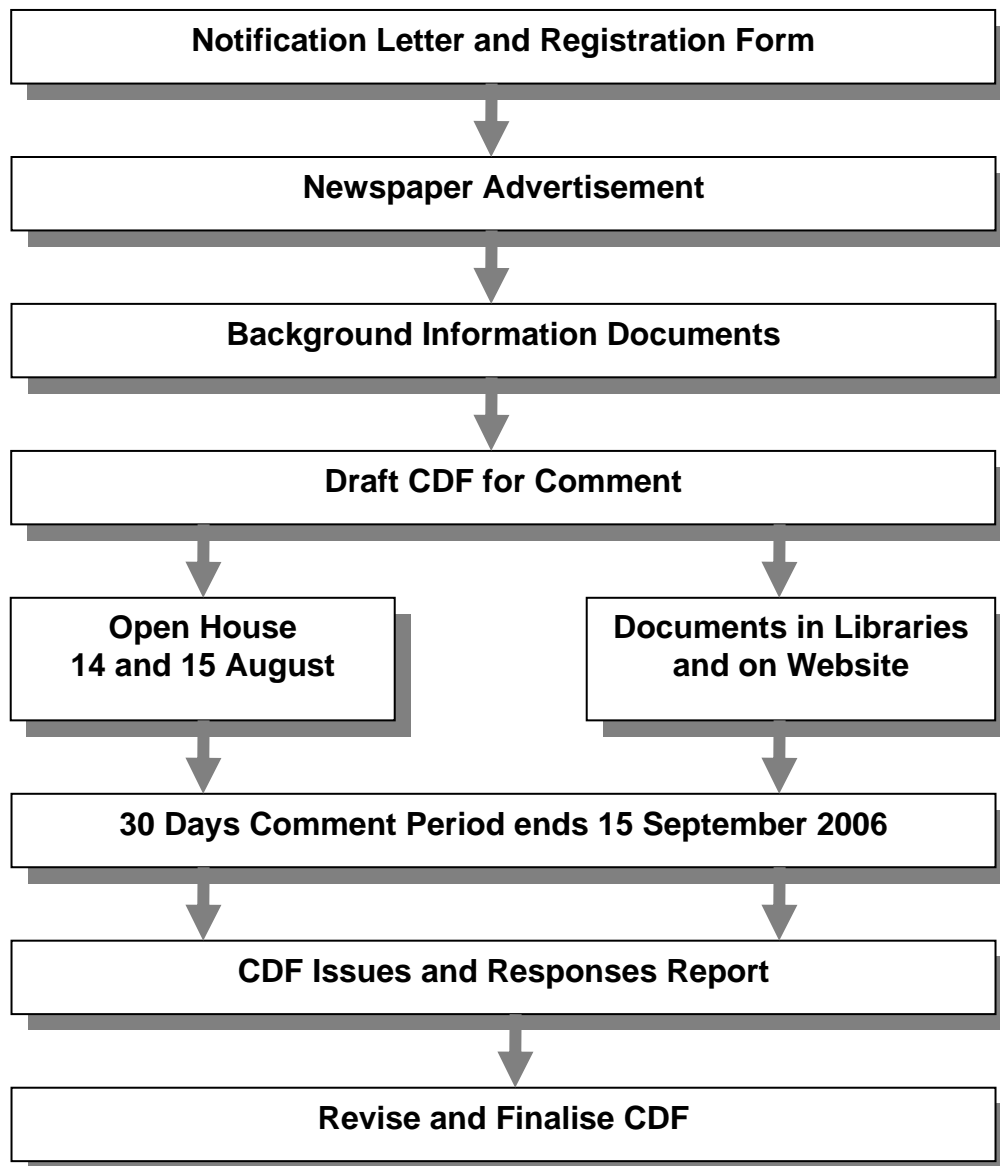 Notification Letter and Registration Form
Newspaper Advertisement
Background Information Documents
Draft CDF for Comment
Open House
14 and 15 August
Documents in Libraries
and on Website
30 Days Comment Period ends 15 September 2006
CDF Issues and Responses Report
Revise and Finalise CDF